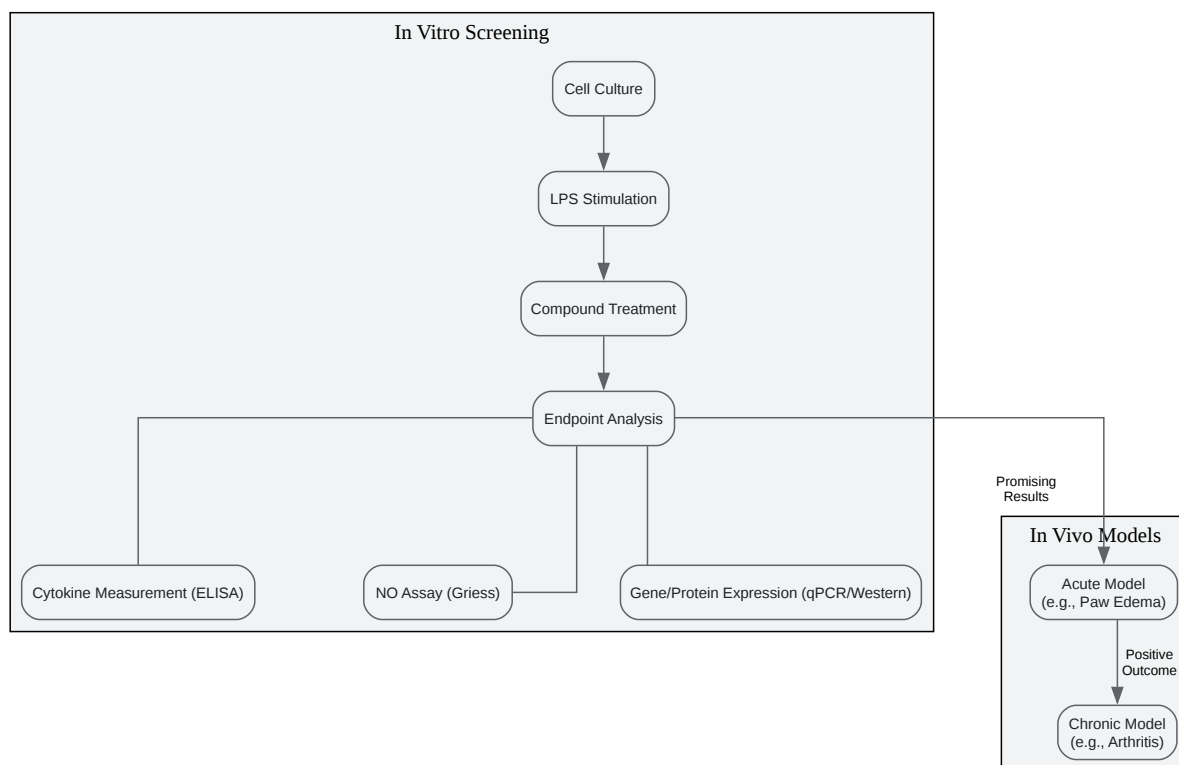 In Vitro Screening
Cell Culture
LPS Stimulation
Compound Treatment
Endpoint Analysis
Cytokine Measurement (ELISA)
NO Assay (Griess)
Gene/Protein Expression (qPCR/Western)
Promising
Results
In Vivo Models
Acute Model
(e.g., Paw Edema)
Positive
Outcome
Chronic Model
(e.g., Arthritis)